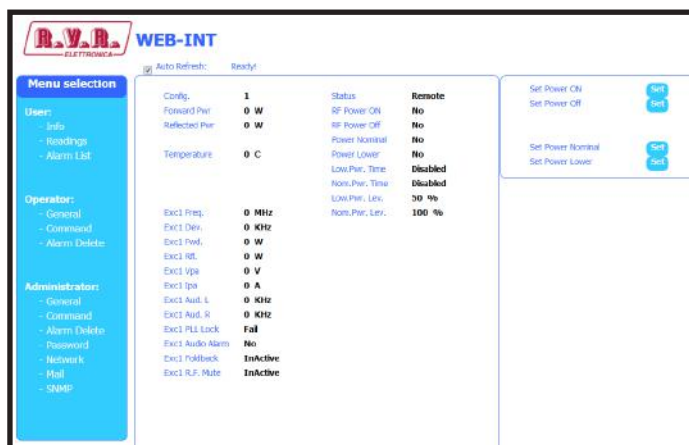 R.V.R.
ELETTRONICA
WEB-INT
Auto Refresh: Ready!
Menu selection
User:
- Info
- Readings
- Alarm List
Operator:
- General
- Command
- Alarm Delete
Administrator:
- General
- Command
- Alarm Delete
- Password
- Network
- Mail
- SNMP
Config. 1
Forward Pwr 0 W
Reflected Pwr 0 W
Temperature 0 C
Exc1 Freq. 0 MHz
Exc1 Dev. 0 KHz
Exc1 Fwd. 0 W
Exc1 Rfl. 0 W
Exc1 Vpa 0 V
Exc1 Ipa 0 A
Exc1 Aud. L 0 KHz
Exc1 Aud. R 0 KHz
Exc1 PLL Lock Fail
Exc1 Audio Alarm No
Exc1 Foldback InActive
Exc1 R.F. Mute InActive
Status Remote
RF Power ON No
RF Power Off No
Power Nominal No
Power Lower No
Low.Pwr. Time Disabled
Nom.Pwr. Time Disabled
Low.Pwr. Lev. 50 %
Nom.Pwr. Lev. 100 %
Set Power ON Set
Set Power Off Set
Set Power Nominal Set
Set Power Lower Set